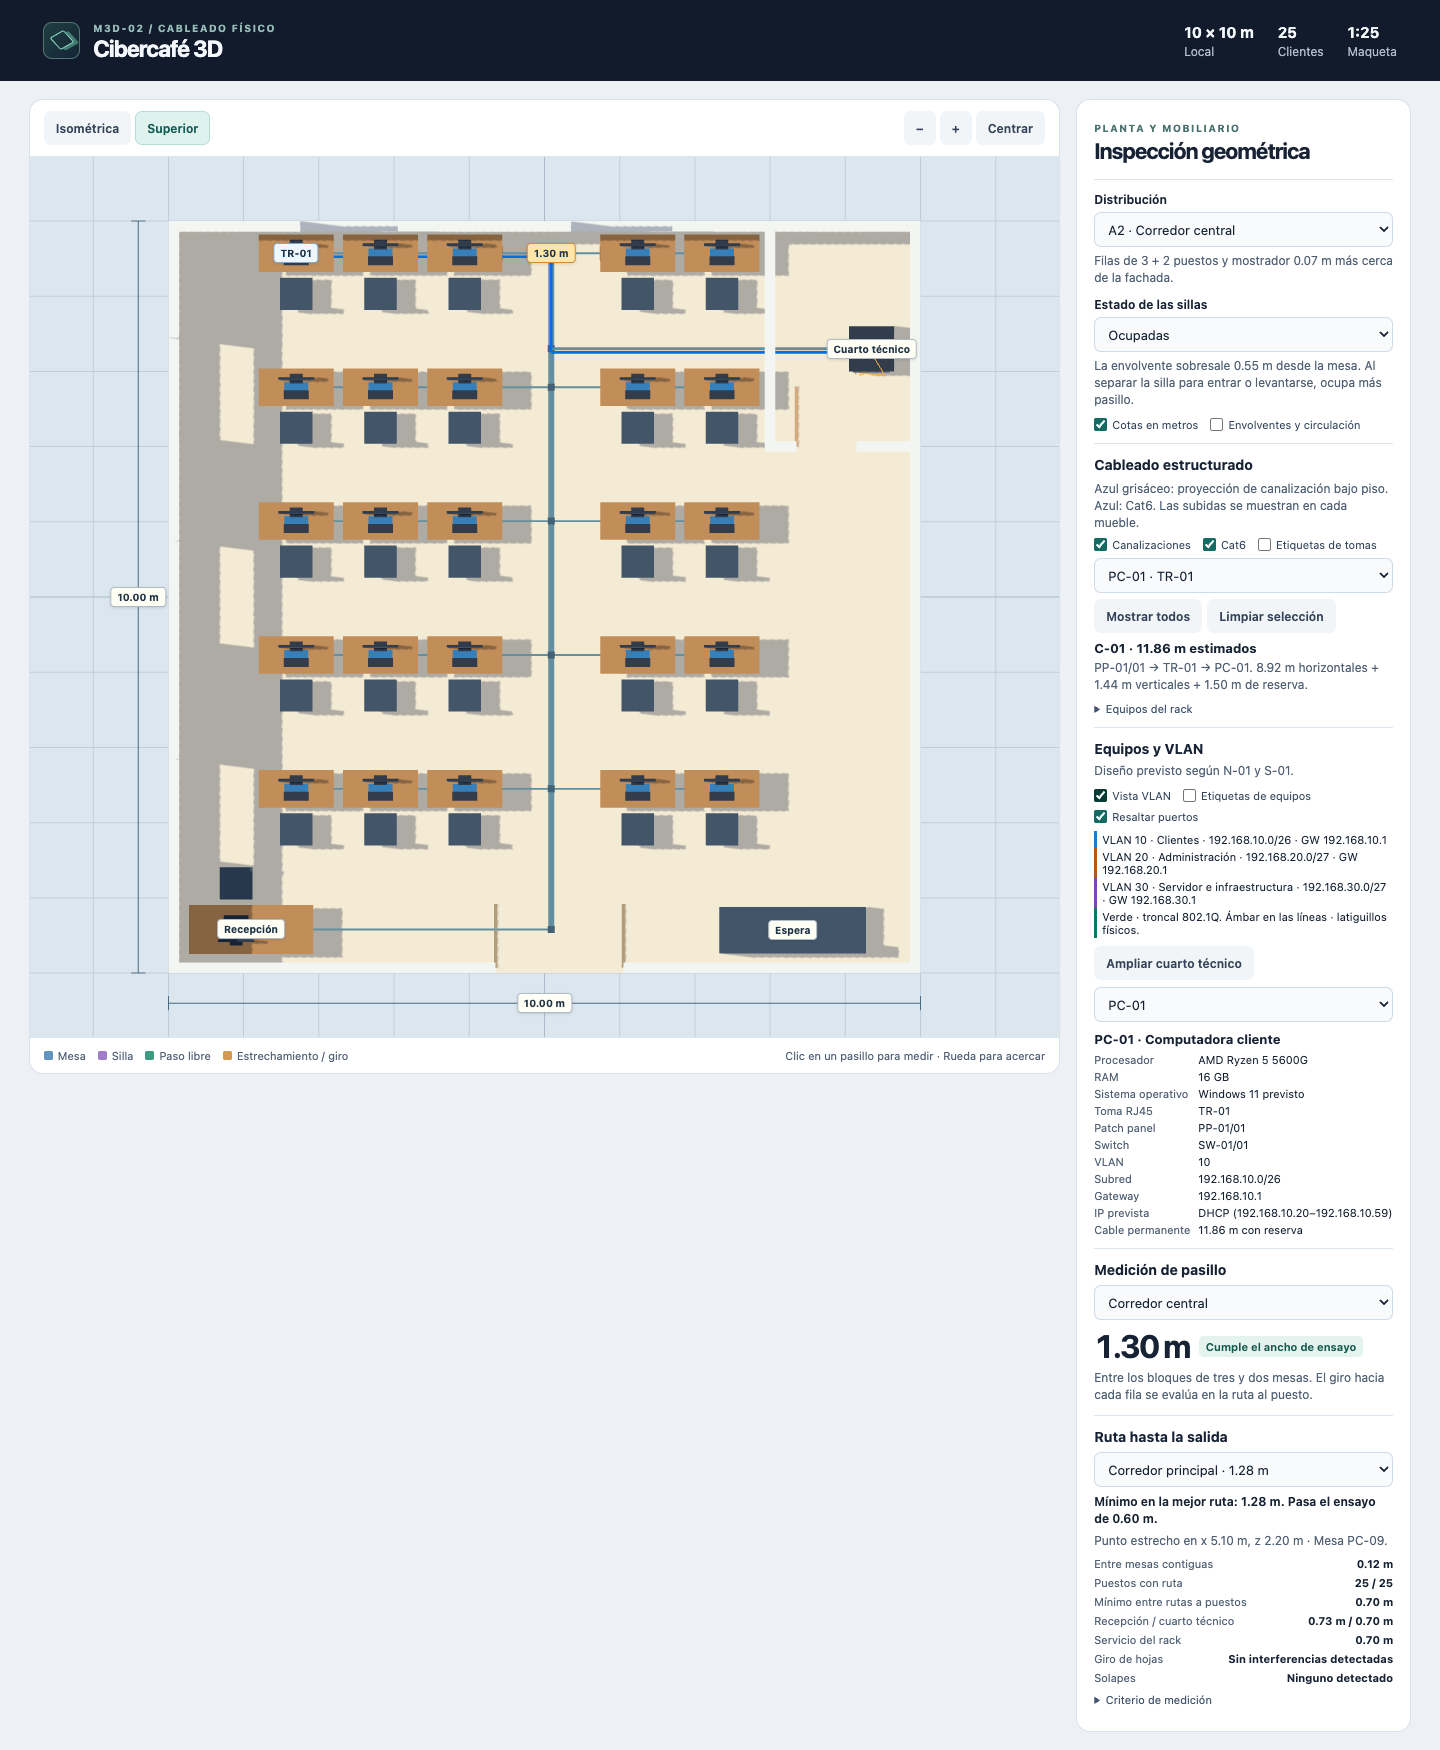 M3D-02 / CABLEADO FÍSICO
Cibercafé 3D
10 × 10 m
Local
25
Clientes
1:25
Maqueta
Isométrica
Superior
−
+
Centrar
TR-01
1.30 m
Cuarto técnico
10.00 m
Recepción
Espera
10.00 m
Mesa
Silla
Paso libre
Estrechamiento / giro
Clic en un pasillo para medir · Rueda para acercar
PLANTA Y MOBILIARIO
Inspección geométrica
Distribución
A2 · Corredor central
Filas de 3 + 2 puestos y mostrador 0.07 m más cerca
de la fachada.
Estado de las sillas
Ocupadas
La envolvente sobresale 0.55 m desde la mesa. Al
separar la silla para entrar o levantarse, ocupa más
pasillo.
Cotas en metros
Envolventes y circulación
Cableado estructurado
Azul grisáceo: proyección de canalización bajo piso.
Azul: Cat6. Las subidas se muestran en cada
mueble.
Canalizaciones
Cat6
Etiquetas de tomas
PC-01 · TR-01
Mostrar todos
Limpiar selección
C-01 · 11.86 m estimados
PP-01/01 → TR-01 → PC-01. 8.92 m horizontales +
1.44 m verticales + 1.50 m de reserva.
Equipos del rack
Equipos y VLAN
Diseño previsto según N-01 y S-01.
Vista VLAN
Etiquetas de equipos
Resaltar puertos
VLAN 10 · Clientes · 192.168.10.0/26 · GW 192.168.10.1
VLAN 20 · Administración · 192.168.20.0/27 · GW
192.168.20.1
VLAN 30 · Servidor e infraestructura · 192.168.30.0/27
· GW 192.168.30.1
Verde · troncal 802.1Q. Ámbar en las líneas · latiguillos
físicos.
Ampliar cuarto técnico
PC-01
PC-01 · Computadora cliente
Procesador AMD Ryzen 5 5600G
RAM 16 GB
Sistema operativo Windows 11 previsto
Toma RJ45 TR-01
Patch panel PP-01/01
Switch SW-01/01
VLAN 10
Subred 192.168.10.0/26
Gateway 192.168.10.1
IP prevista DHCP (192.168.10.20–192.168.10.59)
Cable permanente 11.86 m con reserva
Medición de pasillo
Corredor central
1.30 m
Cumple el ancho de ensayo
Entre los bloques de tres y dos mesas. El giro hacia
cada fila se evalúa en la ruta al puesto.
Ruta hasta la salida
Corredor principal · 1.28 m
Mínimo en la mejor ruta: 1.28 m. Pasa el ensayo
de 0.60 m.
Punto estrecho en x 5.10 m, z 2.20 m · Mesa PC-09.
Entre mesas contiguas 0.12 m
Puestos con ruta 25 / 25
Mínimo entre rutas a puestos 0.70 m
Recepción / cuarto técnico 0.73 m / 0.70 m
Servicio del rack 0.70 m
Giro de hojas Sin interferencias detectadas
Solapes Ninguno detectado
Criterio de medición